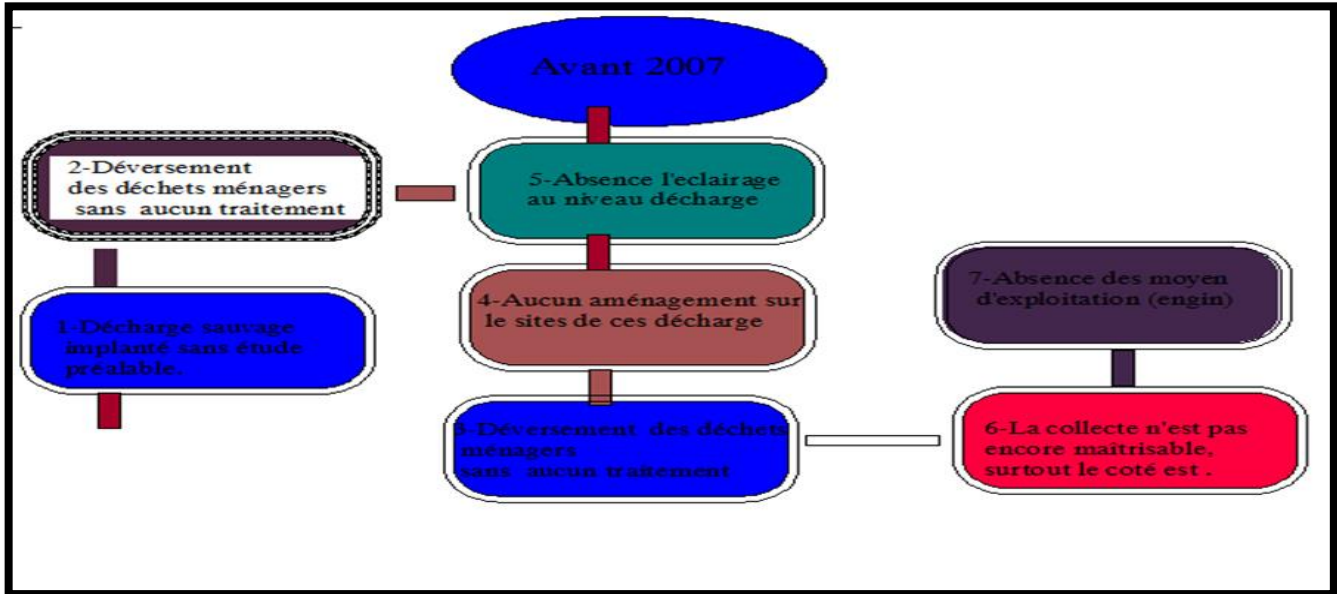 Avant 2007
2-Déversement
des déchets ménagers
sans aucun traitement
5-Absence l'eclairage
au niveau décharge
1-Décharge sauvage
implanté sans étude
préalable.
4-Aucun aménagement sur
le sites de ces décharge
7-Absence des moyen
d'exploitation (engin)
3-Déversement des déchets
ménagers
sans aucun traitement
6-La collecte n'est pas
encore maîtrisable,
surtout le coté est .